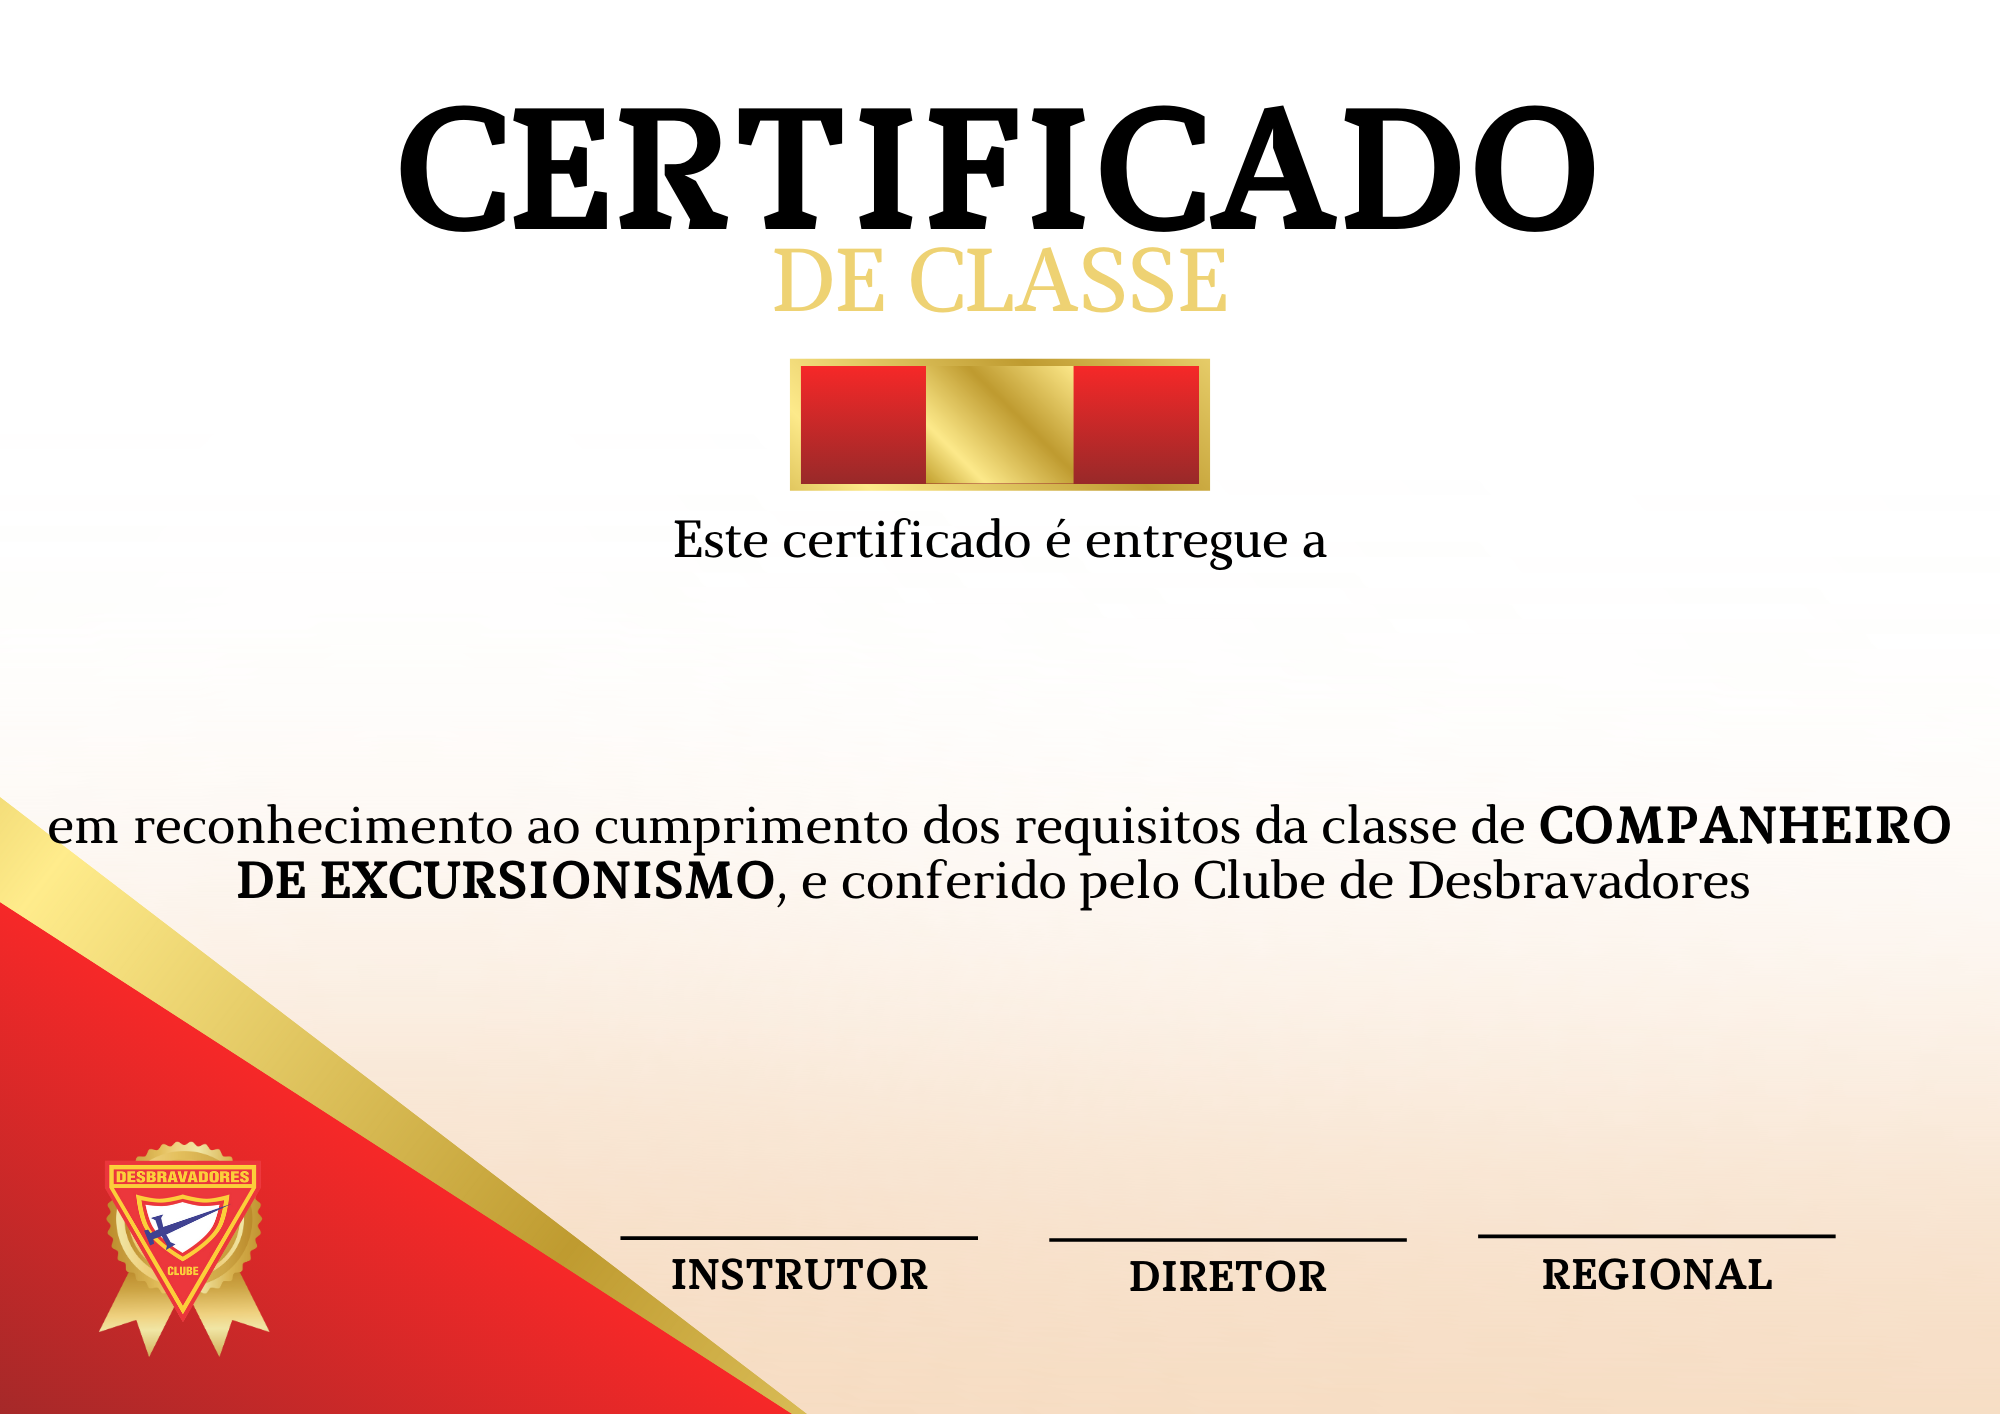 CERTIFICADO
DE CLASSE
Este certificado é entregue a
em reconhecimento ao cumprimento dos requisitos da classe de COMPANHEIRO
DE EXCURSIONISMO, e conferido pelo Clube de Desbravadores
DESBRAVADORES
CLUBE
INSTRUTOR
DIRETOR
REGIONAL